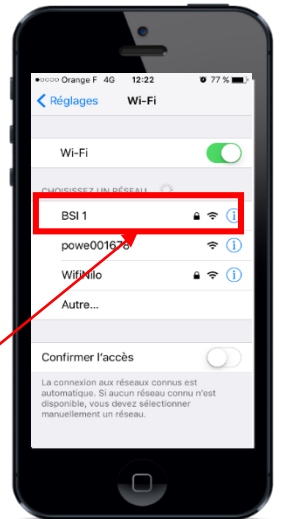 Orange F 4G 12:22 77 %
Réglages Wi-Fi
Wi-Fi
CHOISISSEZ UN RÉSEAU
BSI 1
powe001678
WifiNilo
Autre...
Confirmer l'accès
La connexion aux réseaux connus est
automatique. Si aucun réseau connu n'est
disponible, vous devez sélectionner
manuellement un réseau.